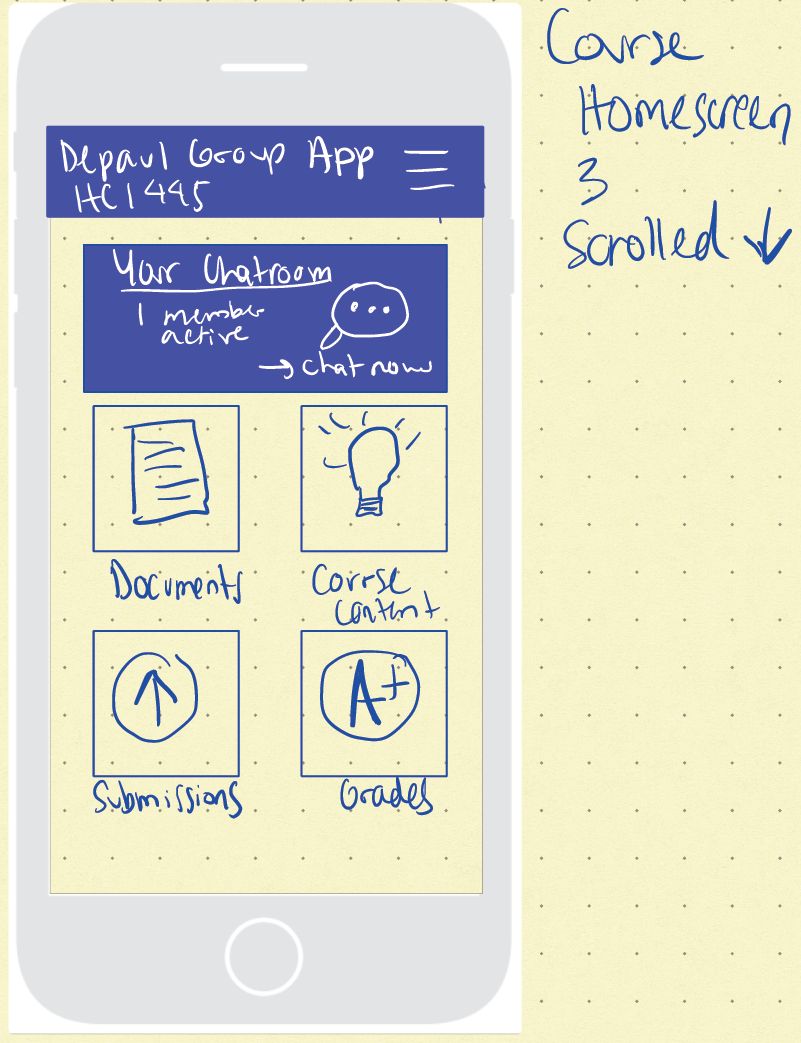 Depaul Group App
HCI 445
Your Chatroom
1 member
active
→ chat now
Documents
Course
content
A+
Submissions
Grades
Course
Homescreen
3
Scrolled ↓